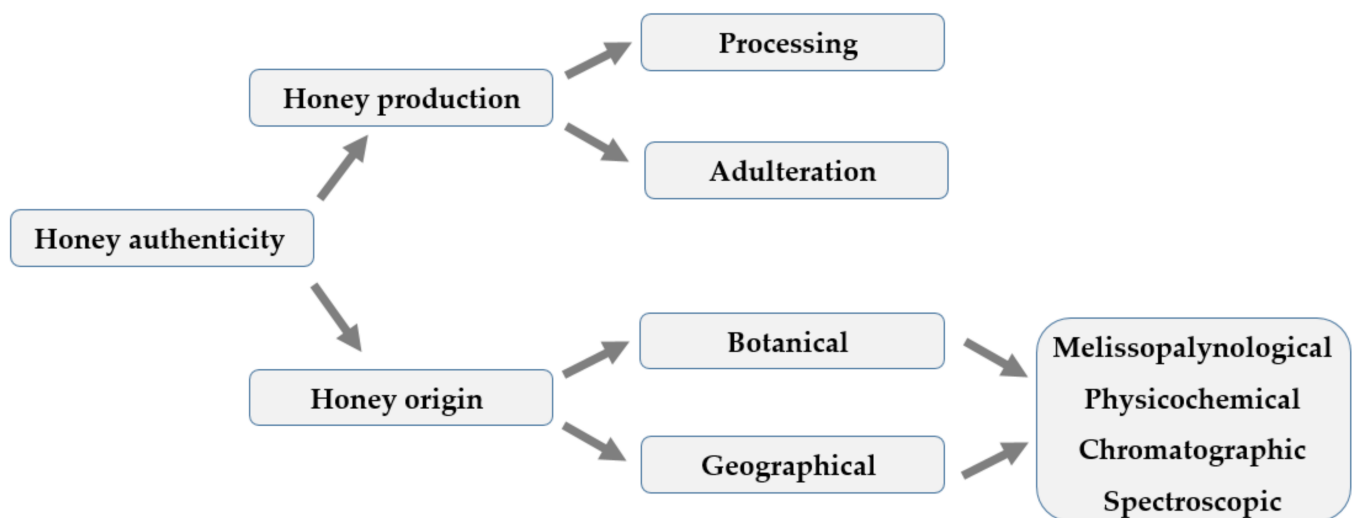 Processing
Honey production
Adulteration
Honey authenticity
Botanical
Honey origin
Geographical
Melissopalynological
Physicochemical
Chromatographic
Spectroscopic